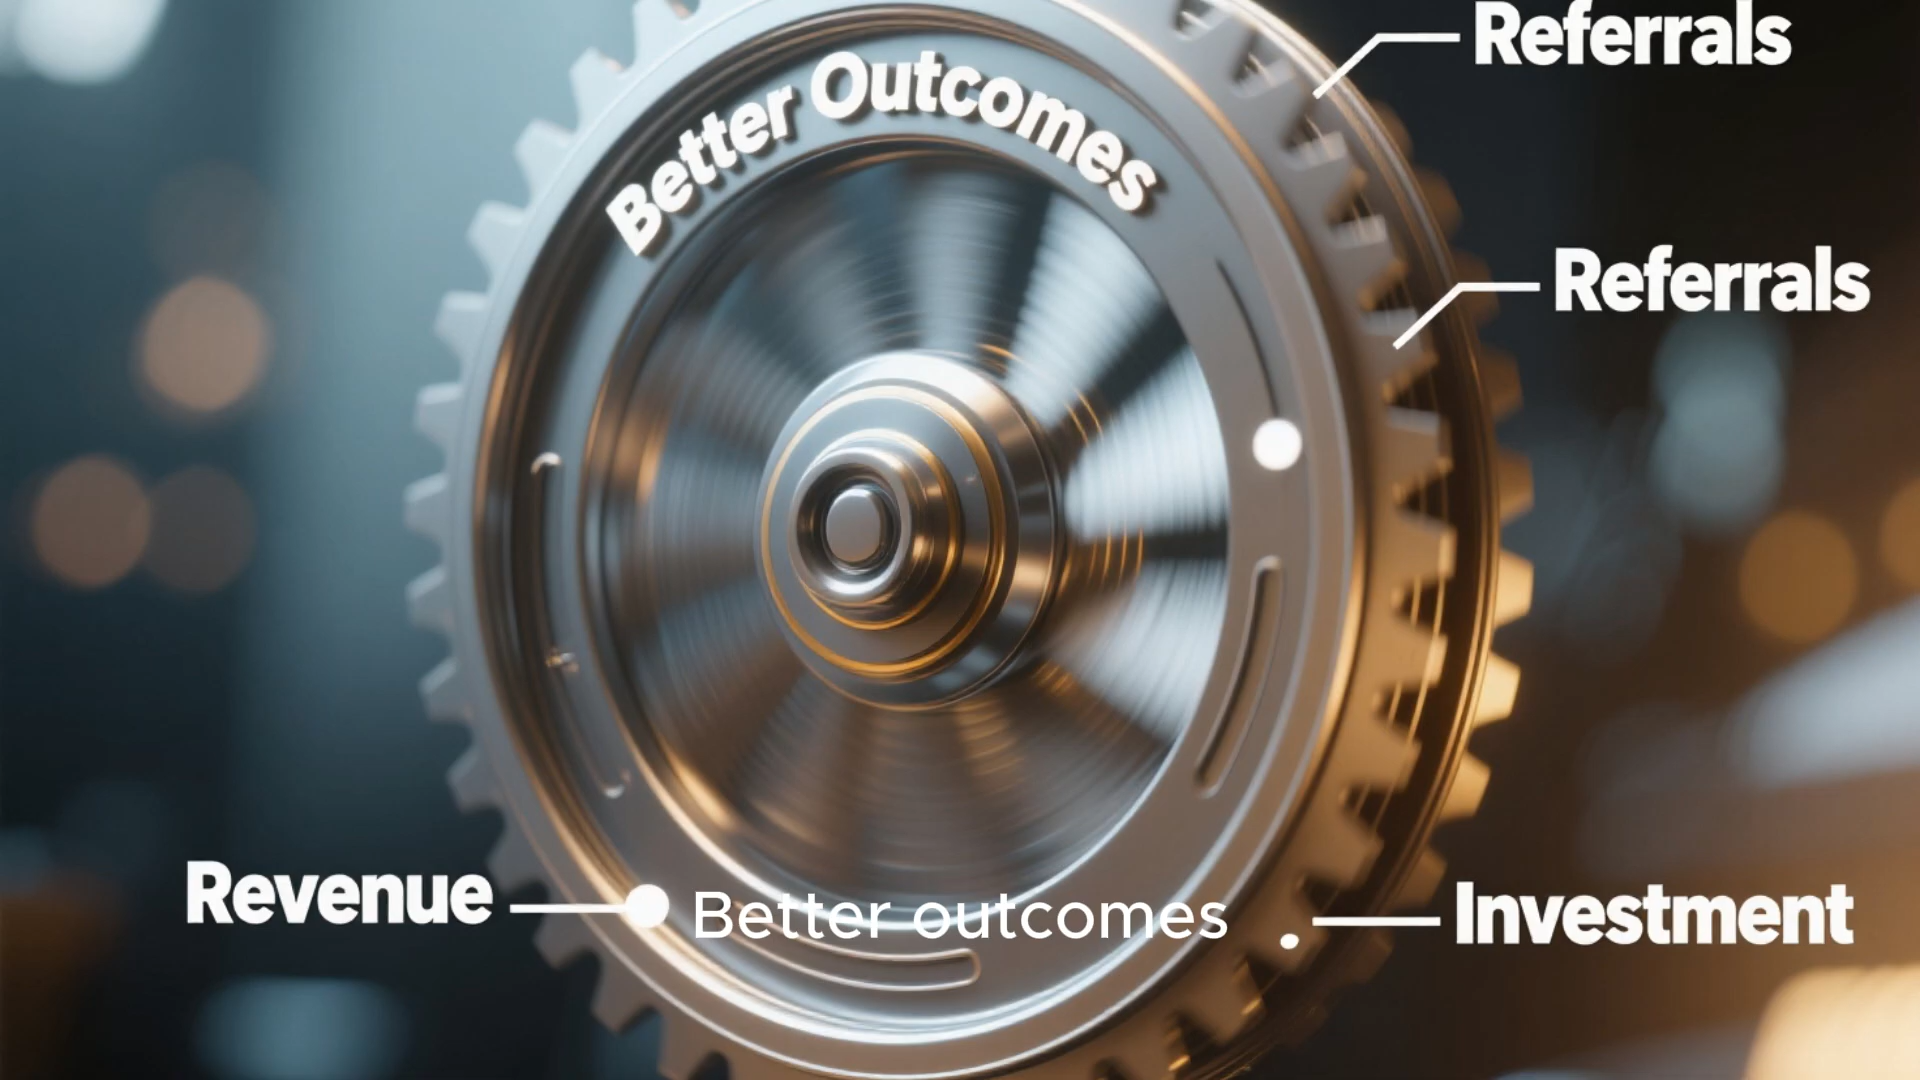 Referrals
Better Outcomes
Referrals
Revenue
Better outcomes
Investment